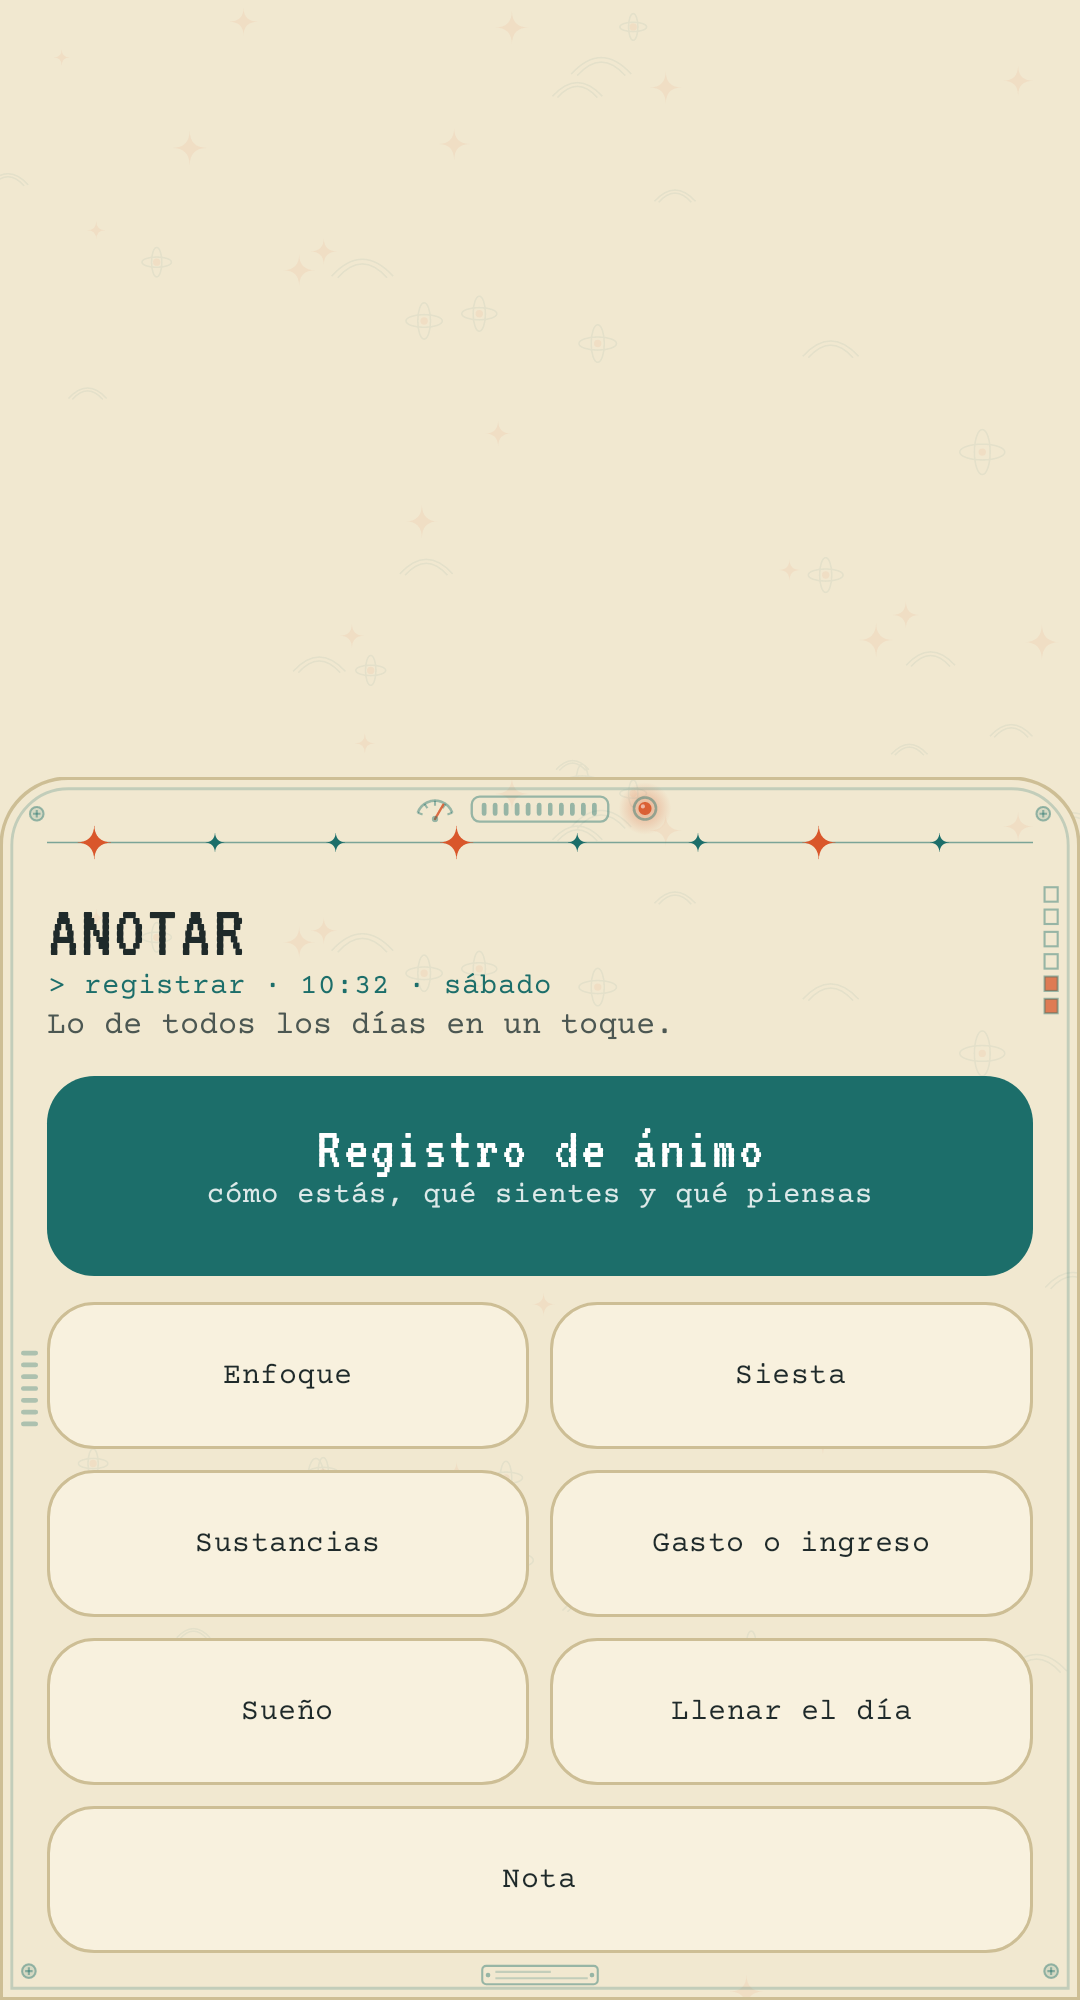 ANOTAR
> registrar · 10:32 · sábado
Lo de todos los días en un toque.
Registro de ánimo
cómo estás, qué sientes y qué piensas
Enfoque
Siesta
Sustancias
Gasto o ingreso
Sueño
Llenar el día
Nota